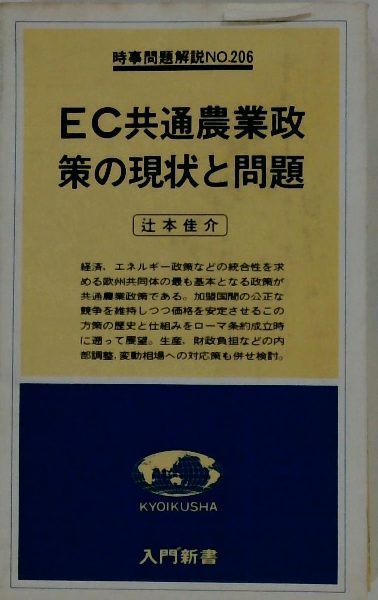 時事問題解説NO.206
EC共通農業政
策の現状と問題
辻本佳介
経済、エネルギー政策などの統合性を求
める欧州共同体の最も基本となる政策が
共通農業政策である。加盟国間の公正な
競争を維持しつつ価格を安定させるこの
方策の歴史と仕組みをローマ条約成立時
に遡って展望。生産、財政負担などの内
部調整、変動相場への対応策も併せ検討。
KYOIKUSHA
入門新書